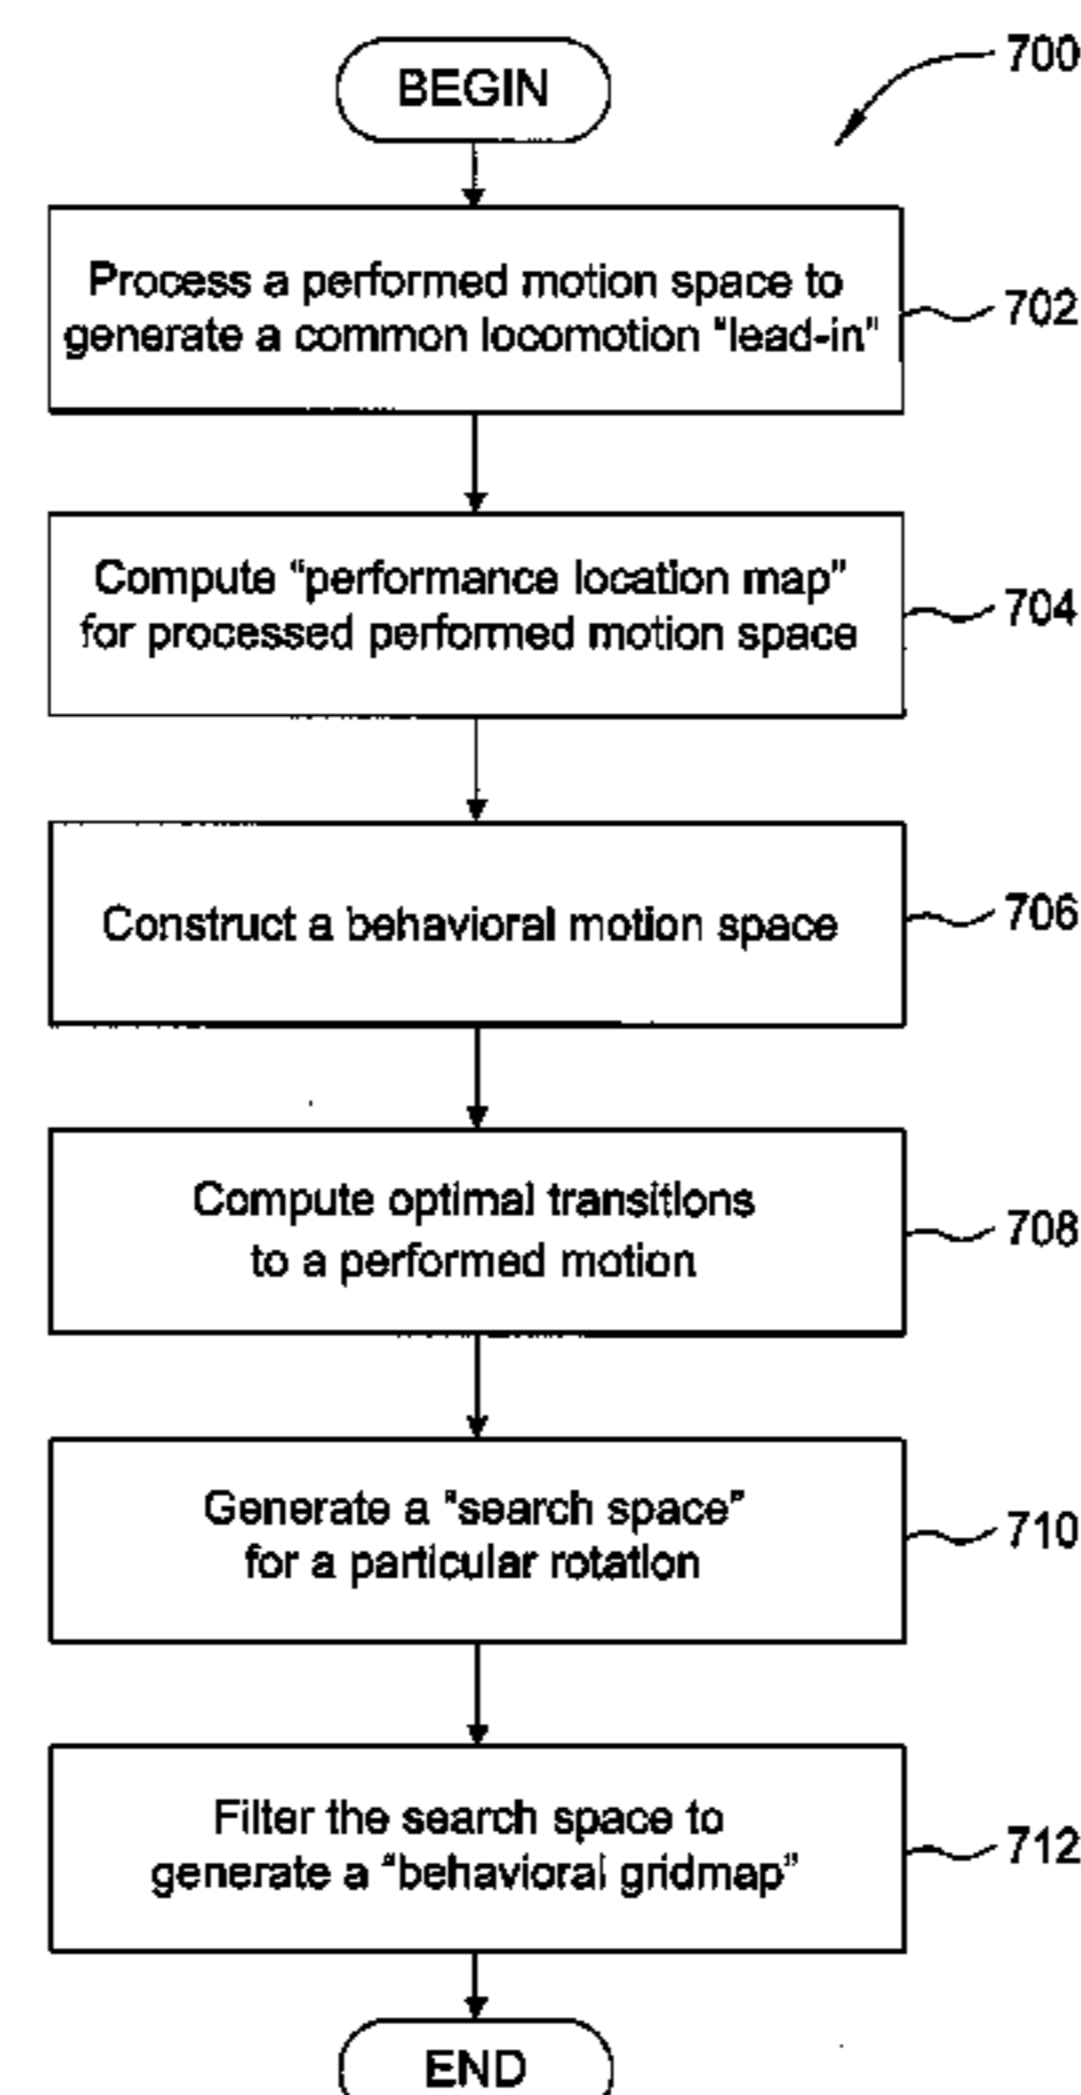 BEGIN
700
Process a performed motion space to
generate a common locomotion "lead-in"
702
Compute “performance location map”
for processed performed motion space
704
Construct a behavioral motion space
706
Compute optimal transitions
to a performed motion
708
Generate a "search space"
for a particular rotation
710
Filter the search space to
generate a “behavioral gridmap”
712
END